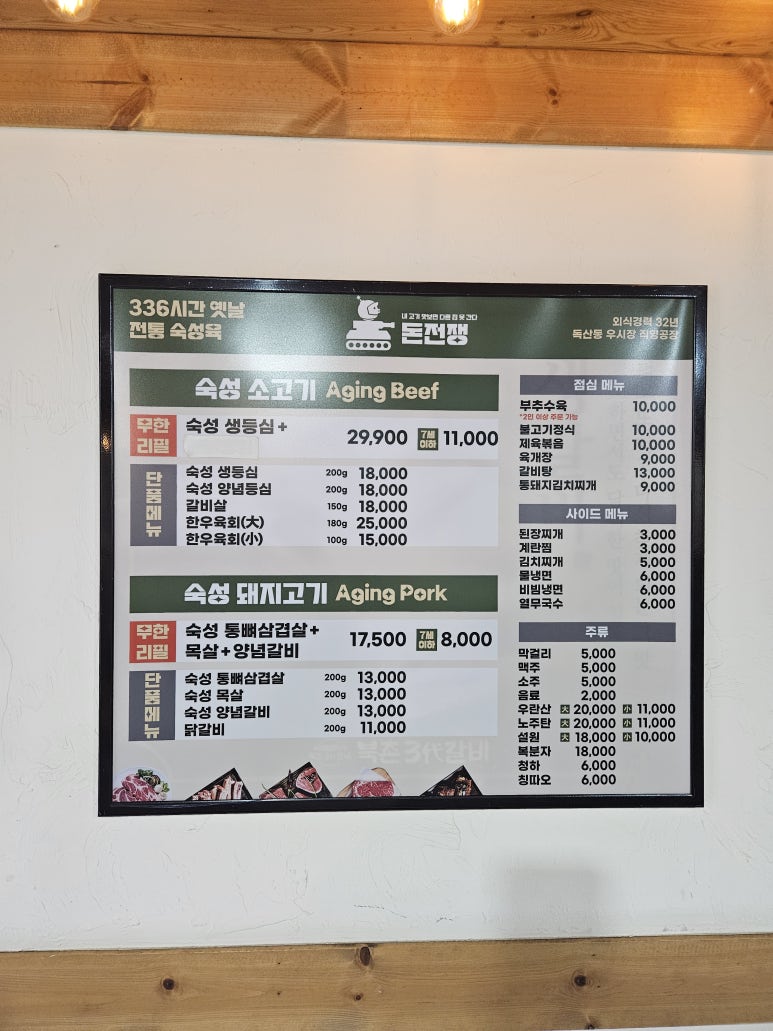 336시간 옛날
전통 숙성육
내 고기 맛보면 다른 집 못 간다
돈전쟁
외식경력 32년
독산동 우시장 직영공장
숙성 소고기 Aging Beef
무한
리필
숙성 생등심+
29,900 7세 이하 11,000
단품메뉴
숙성 생등심 200g 18,000
숙성 양념등심 200g 18,000
갈비살 150g 18,000
한우육회(大) 180g 25,000
한우육회(小) 100g 15,000
숙성 돼지고기 Aging Pork
무한
리필
숙성 통뼈삼겹살+
목살+양념갈비
17,500 7세 이하 8,000
단품메뉴
숙성 통뼈삼겹살 200g 13,000
숙성 목살 200g 13,000
숙성 양념갈비 200g 13,000
닭갈비 200g 11,000
점심 메뉴
부추수육 10,000
*2인 이상 주문 가능
불고기정식 10,000
제육볶음 10,000
육개장 9,000
갈비탕 13,000
통돼지김치찌개 9,000
사이드 메뉴
된장찌개 3,000
계란찜 3,000
김치찌개 5,000
물냉면 6,000
비빔냉면 6,000
열무국수 6,000
주류
막걸리 5,000
맥주 5,000
소주 5,000
음료 2,000
우란산 大 20,000 小 11,000
노주탄 大 20,000 小 11,000
설원 大 18,000 小 10,000
복분자 18,000
청하 6,000
칭따오 6,000